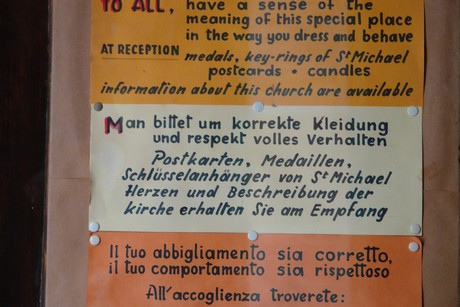 TO ALL, have a sense of the
meaning of this special place
in the way you dress and behave
AT RECEPTION medals, key-rings of St Michael
postcards • candles
information about this church are available
Man bittet um korrekte Kleidung
und respekt volles Verhalten
Postkarten, Medaillen,
Schlüsselanhänger von St Michael
Herzen und Beschreibung der
kirche erhalten Sie am Empfang
Il tuo abbigliamento sia corretto,
il tuo comportamento sia rispettoso
All'accoglienza troverete: